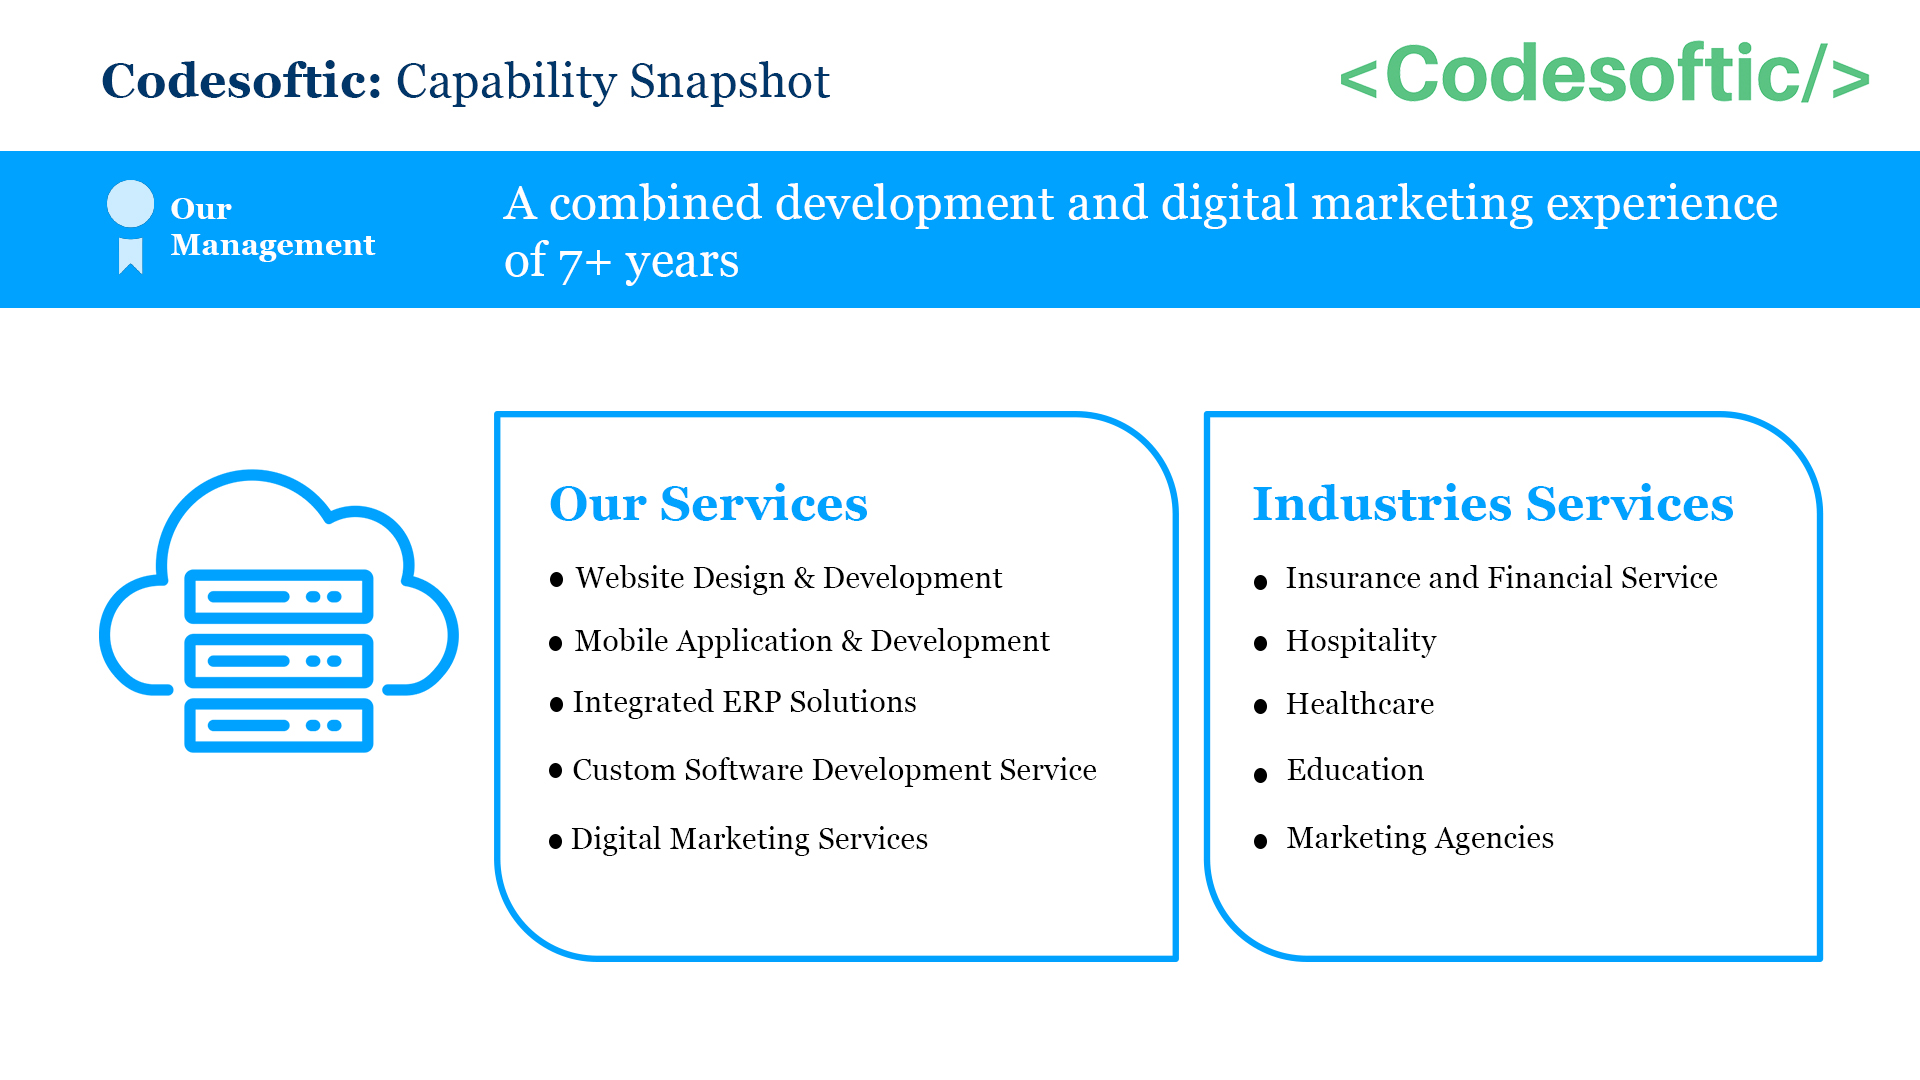 Codesoftic: Capability Snapshot
<Codesoftic/>
Our
Management
A combined development and digital marketing experience
of 7+ years
Our Services
• Website Design & Development
• Mobile Application & Development
• Integrated ERP Solutions
• Custom Software Development Service
• Digital Marketing Services
Industries Services
• Insurance and Financial Service
• Hospitality
• Healthcare
• Education
• Marketing Agencies